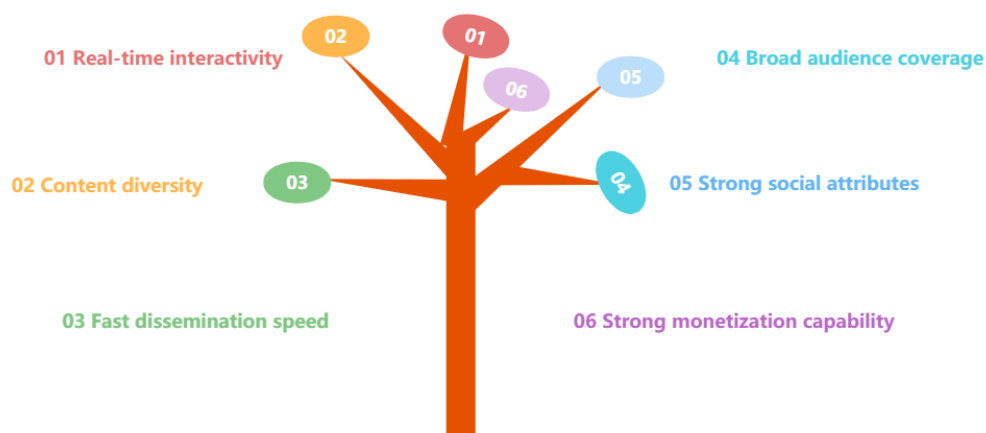 02
01
01 Real-time interactivity
04 Broad audience coverage
05
06
03
04
02 Content diversity
05 Strong social attributes
03 Fast dissemination speed
06 Strong monetization capability